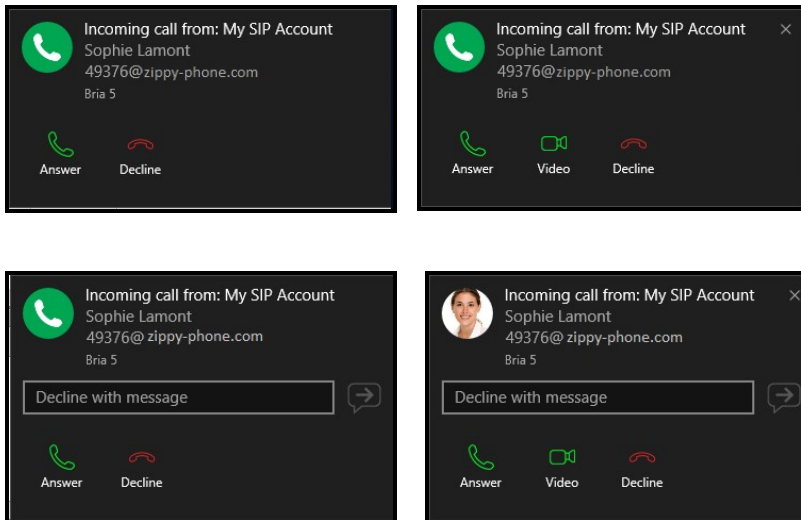 Incoming call from: My SIP Account
Sophie Lamont
49376@zippy-phone.com
Bria 5
Answer Decline
Incoming call from: My SIP Account
Sophie Lamont
49376@zippy-phone.com
Bria 5
Answer Video Decline
Incoming call from: My SIP Account
Sophie Lamont
49376@ zippy-phone.com
Bria 5
Decline with message
Answer Decline
Incoming call from: My SIP Account
Sophie Lamont
49376@ zippy-phone.com
Bria 5
Decline with message
Answer Video Decline